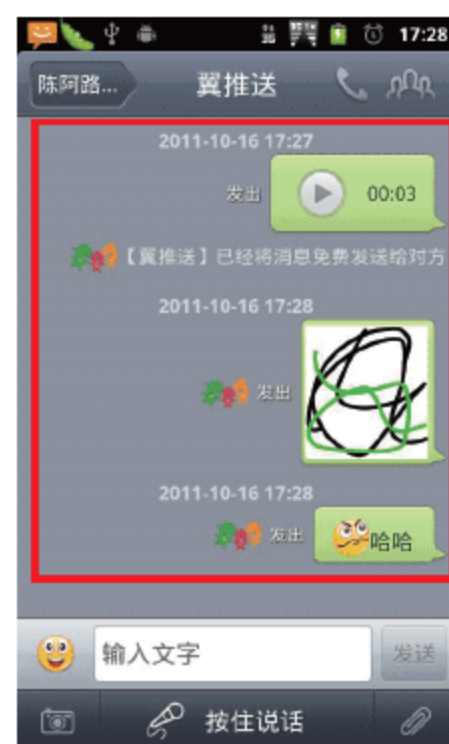 17:28
陈阿路...
翼推送
2011-10-16 17:27
发出
00:03
【翼推送】已经将消息免费发送给对方
2011-10-16 17:28
发出
2011-10-16 17:28
发出
哈哈
输入文字
发送
按住说话